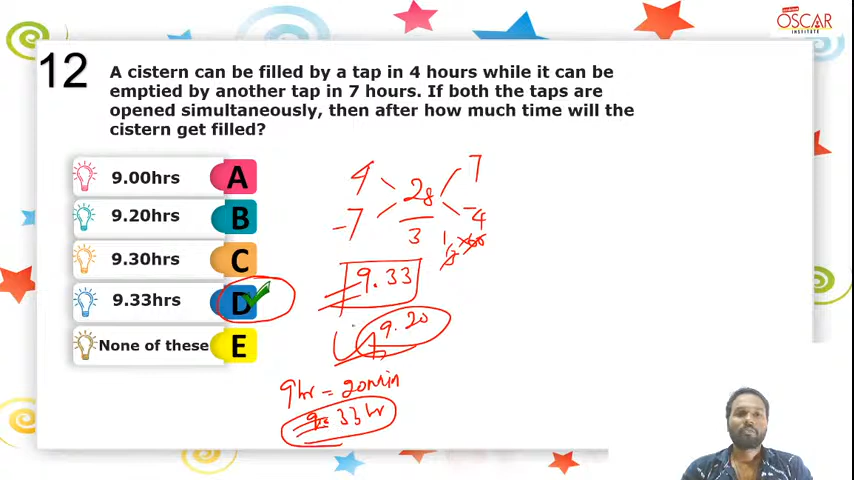 OSCAR
INSTITUTE
12
A cistern can be filled by a tap in 4 hours while it can be
emptied by another tap in 7 hours. If both the taps are
opened simultaneously, then after how much time will the
cistern get filled?
9.00hrs A
9.20hrs B
9.30hrs C
9.33hrs D
None of these E
4 7
28
-7 -4
3
9.33
9.20
9hr = 20min
33hr